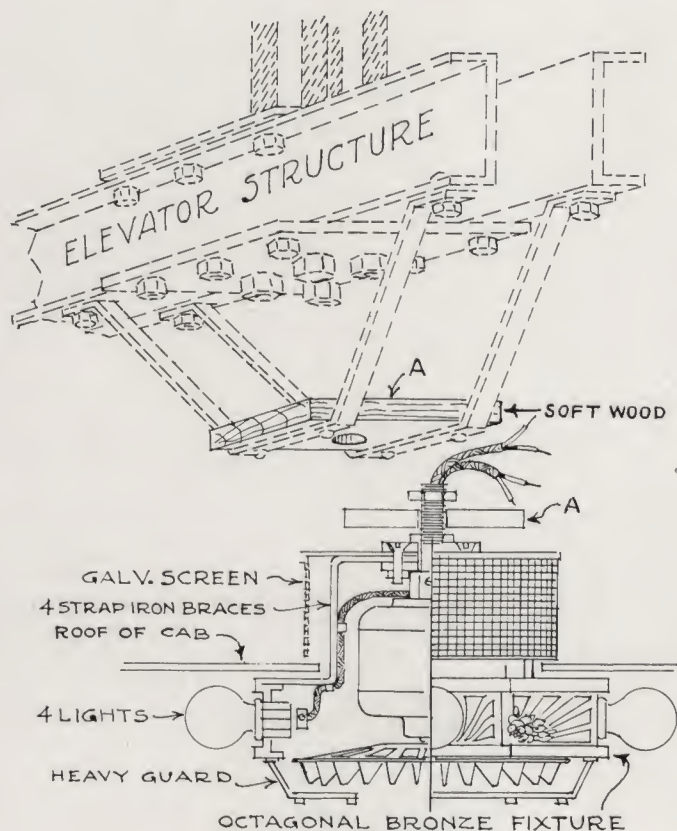 ELEVATOR STRUCTURE
A
SOFT WOOD
A
GALV. SCREEN
4 STRAP IRON BRACES
ROOF OF CAB
4 LIGHTS
HEAVY GUARD
OCTAGONAL BRONZE FIXTURE